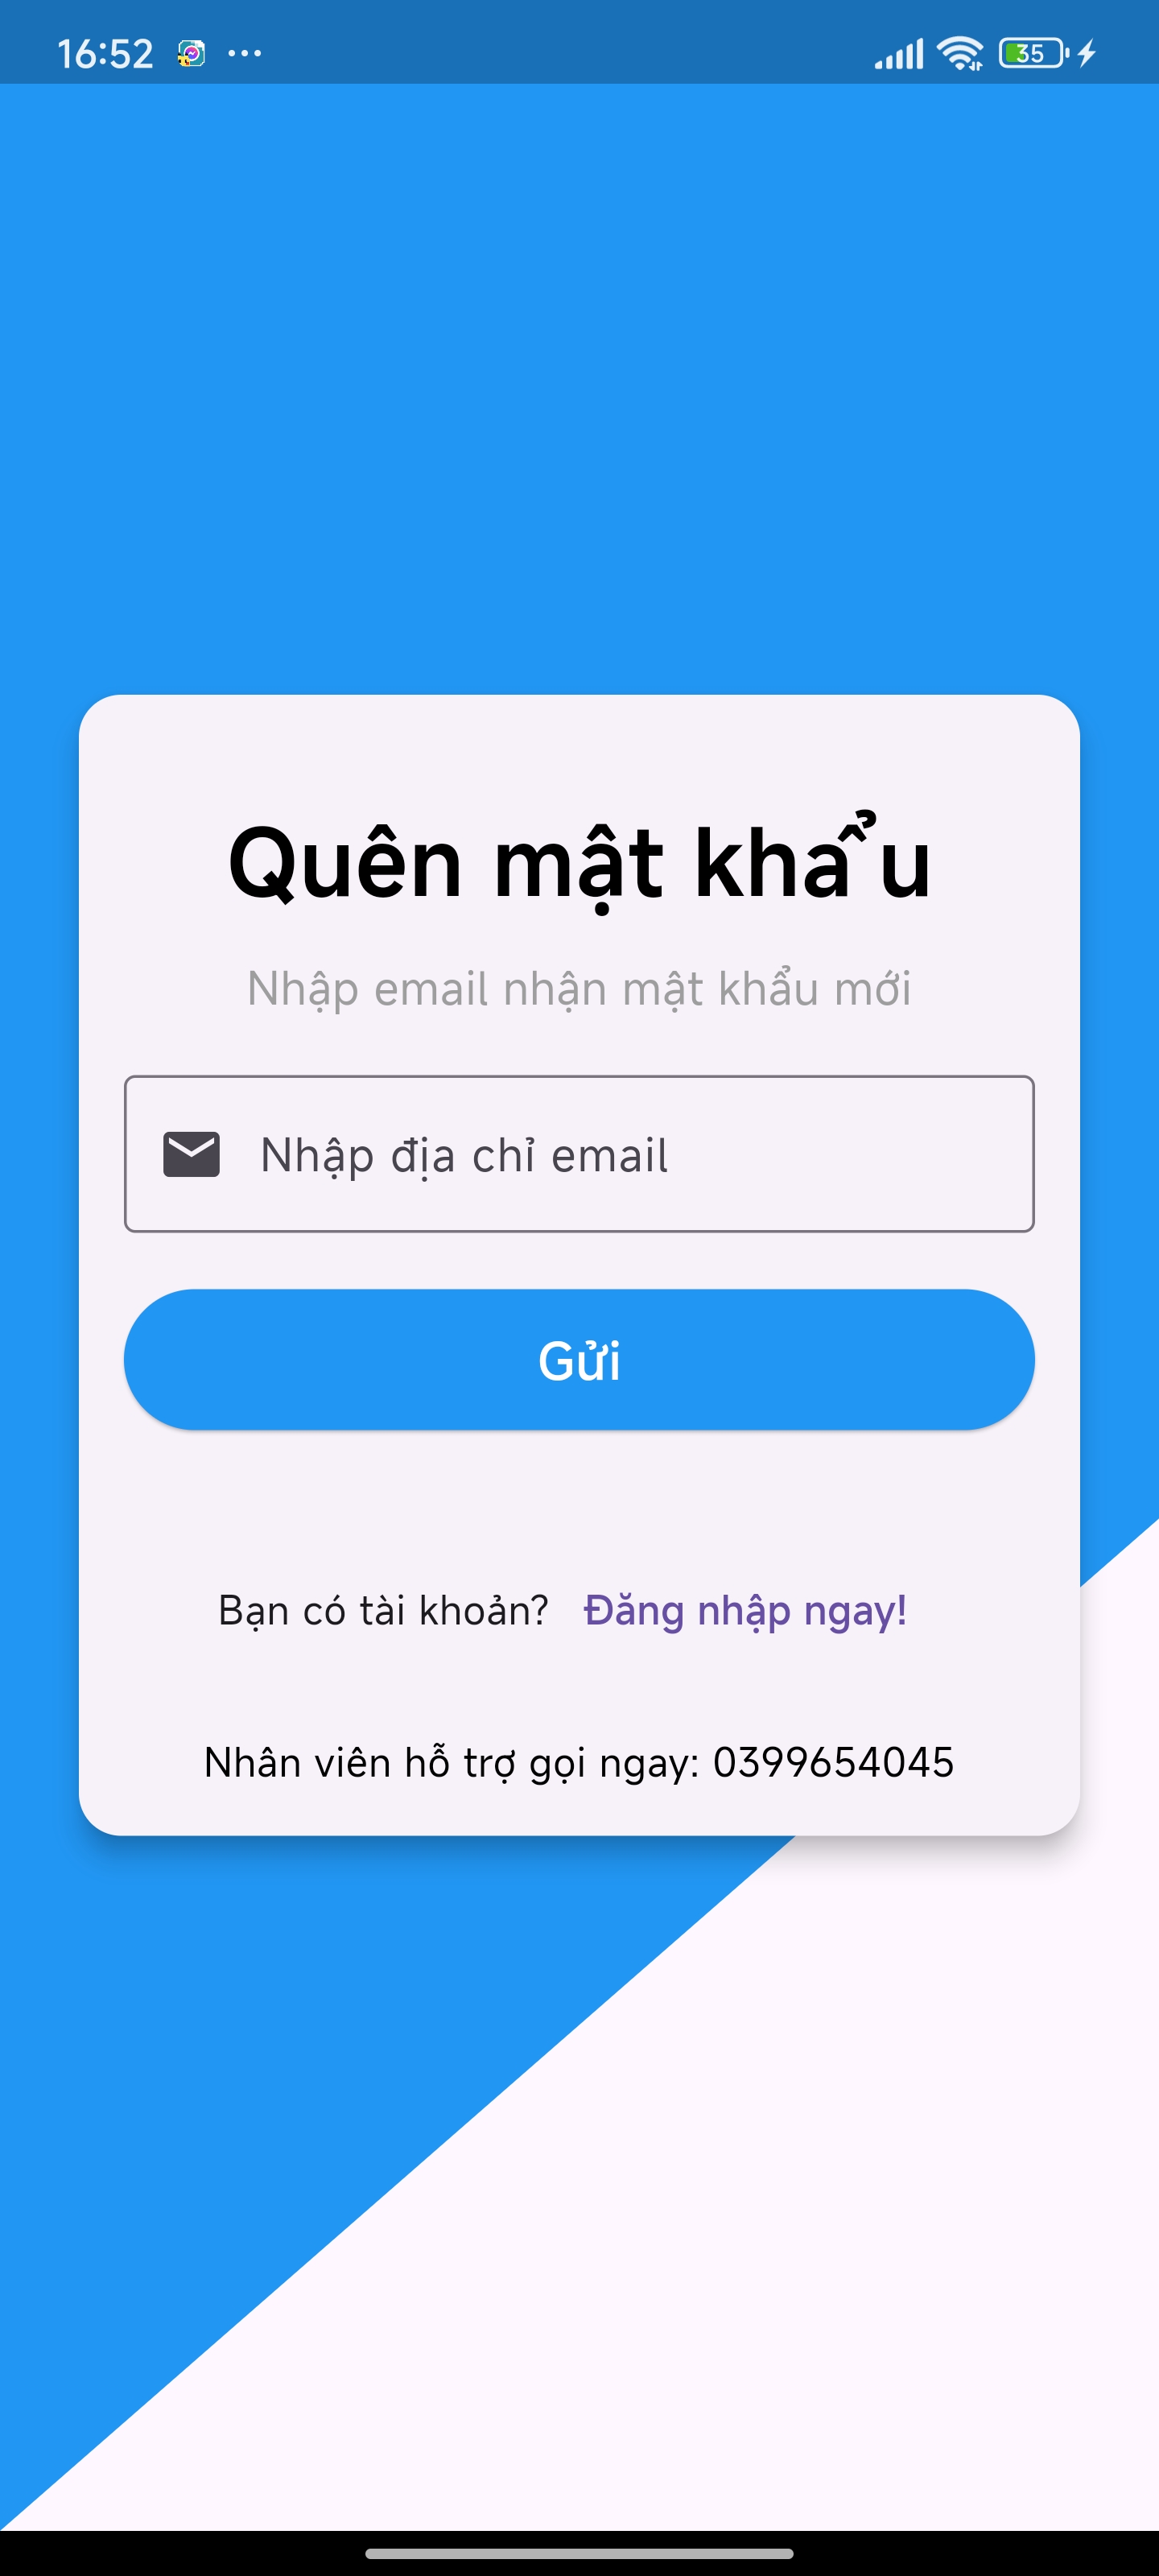 16:52
35
Quên mật khẩu
Nhập email nhận mật khẩu mới
Nhập địa chỉ email
Gửi
Bạn có tài khoản? Đăng nhập ngay!
Nhân viên hỗ trợ gọi ngay: 0399654045